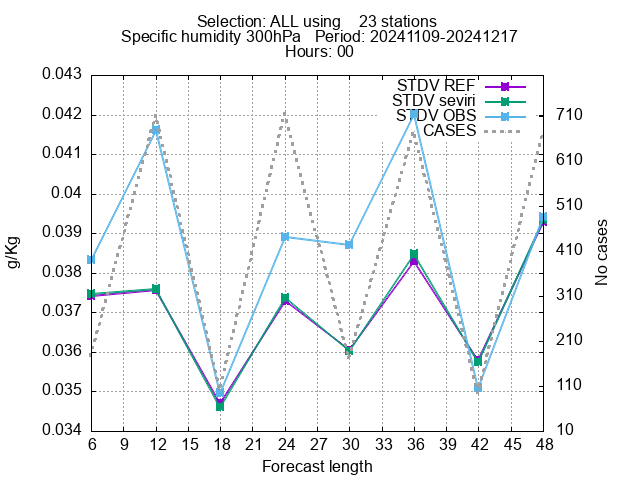 Selection: ALL using    23 stations
Specific humidity 300hPa   Period: 20241109-20241217
Hours: 00
STDV REF
STDV seviri
STDV OBS
CASES
0.043
0.042
0.041
0.04
0.039
0.038
0.037
0.036
0.035
0.034
g/Kg
710
610
510
410
310
210
110
10
No cases
6 9 12 15 18 21 24 27 30 33 36 39 42 45 48
Forecast length